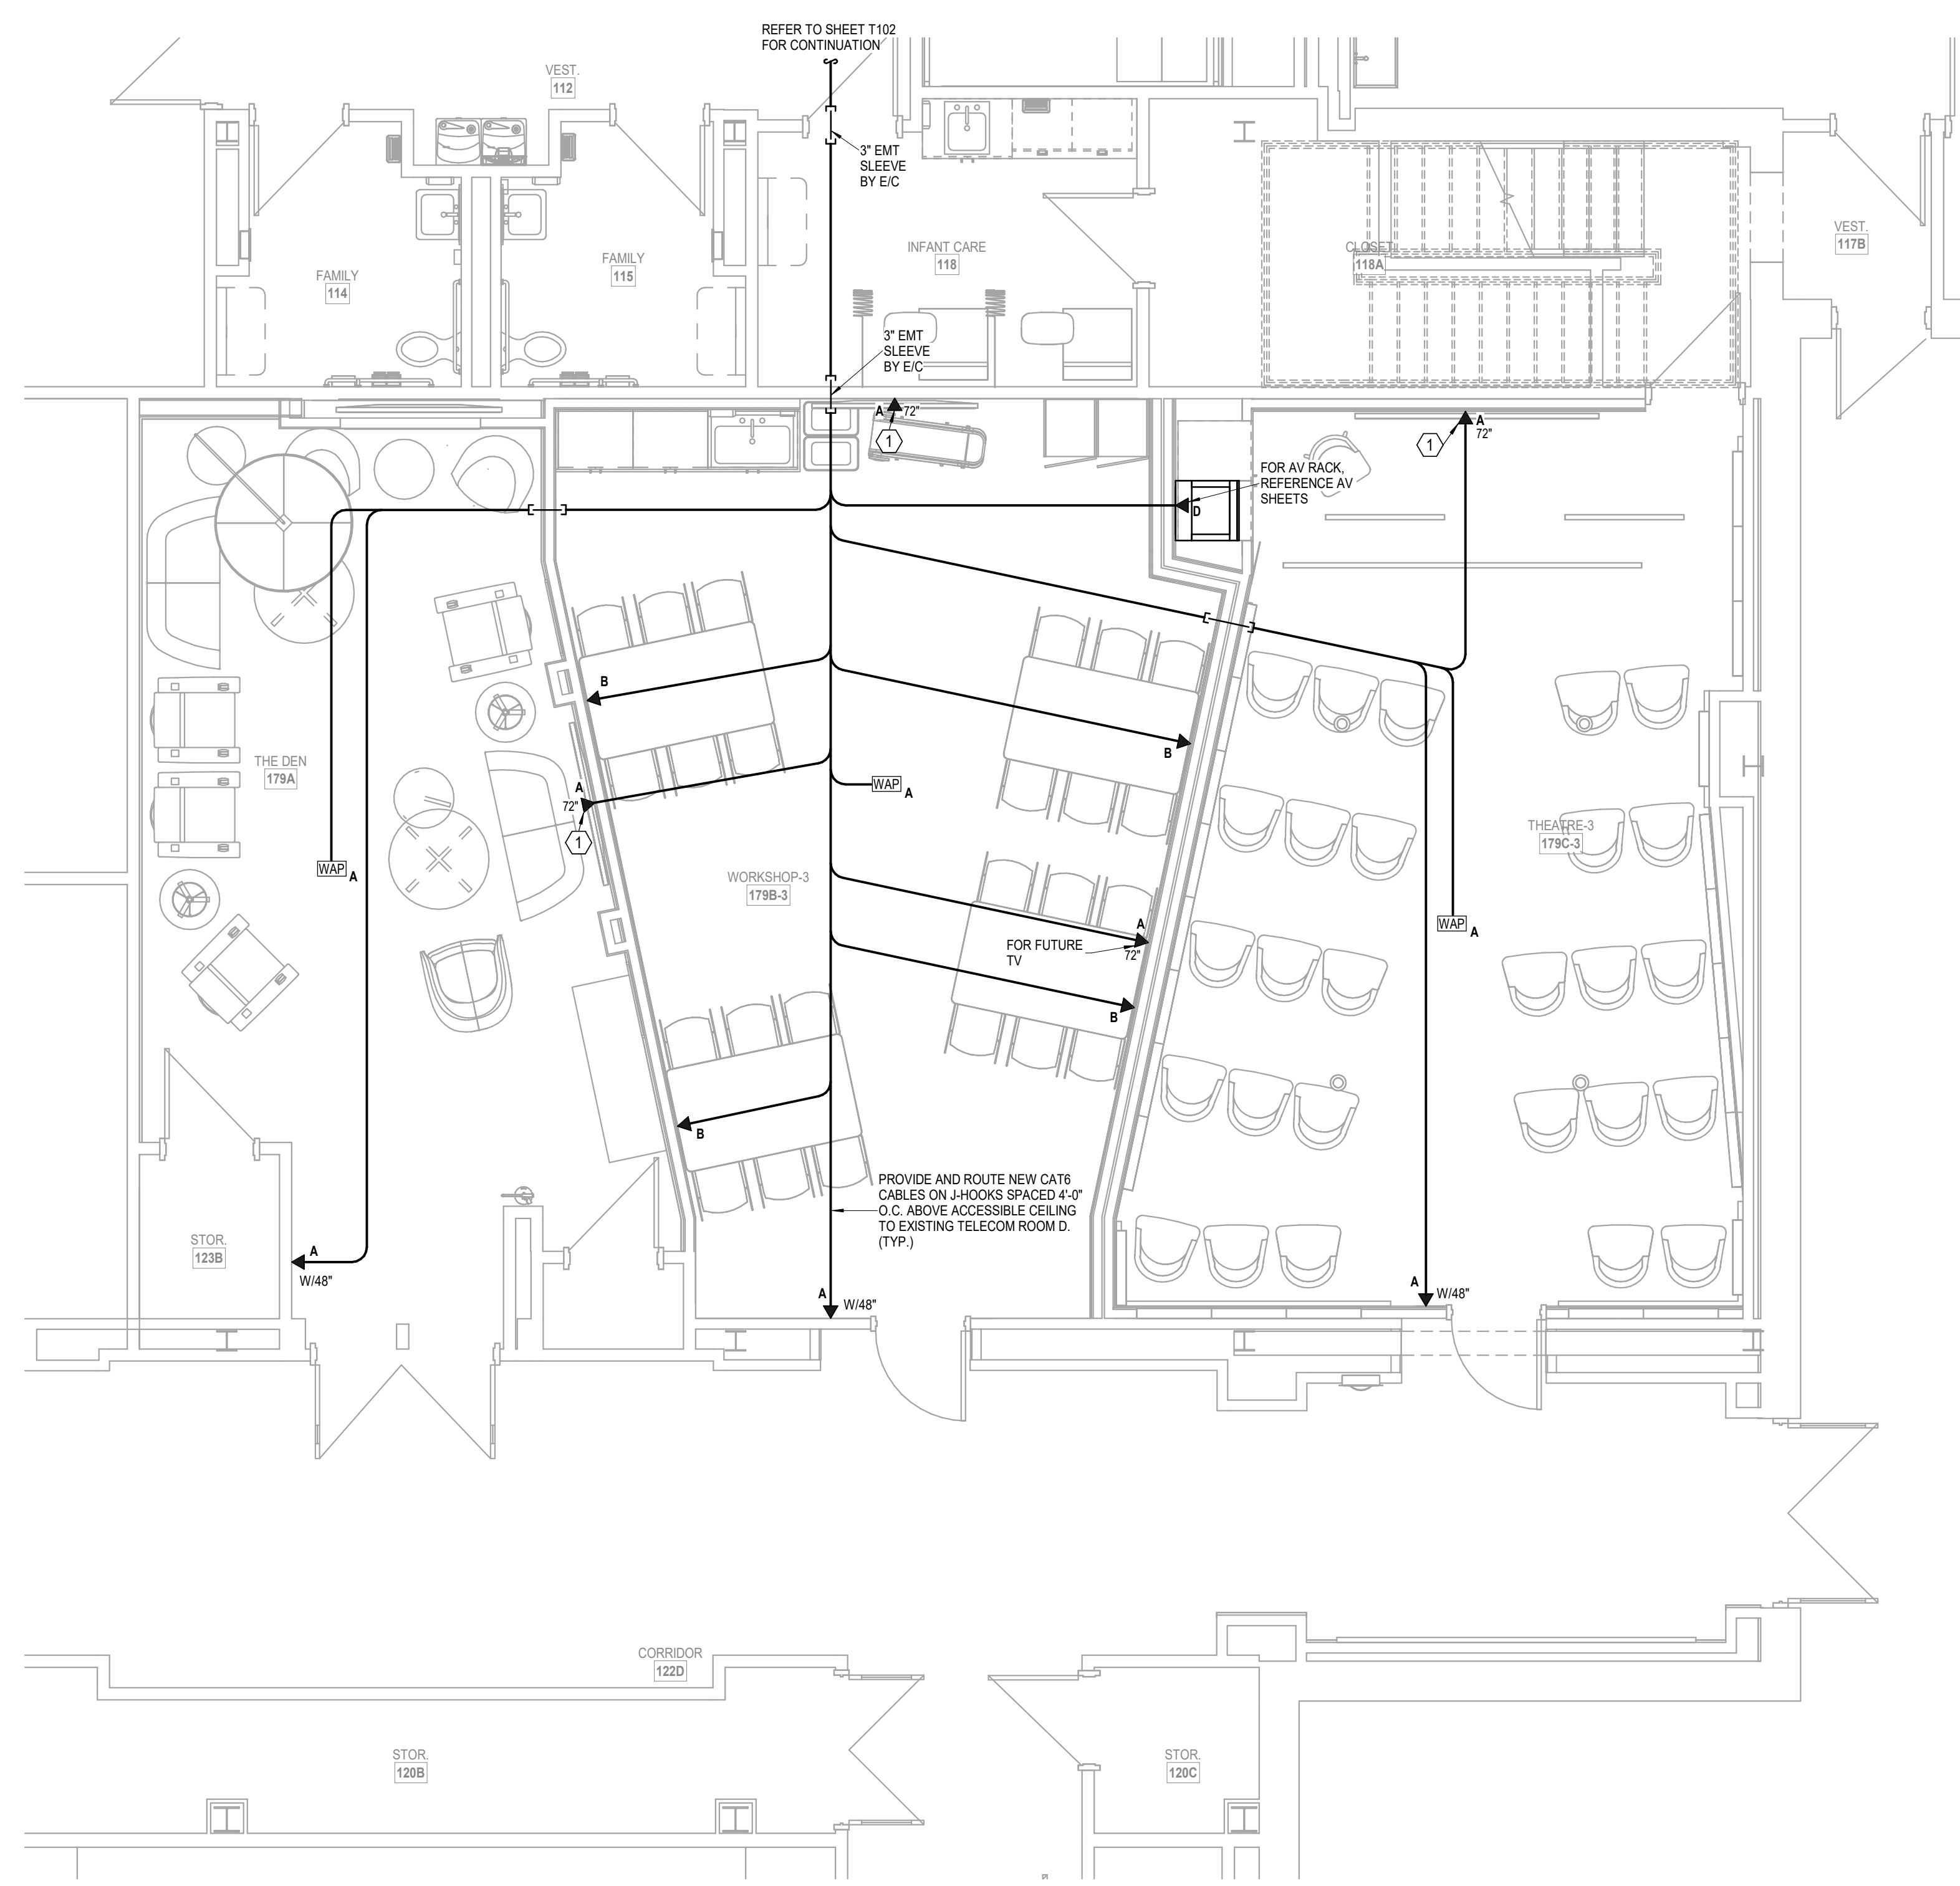 REFER TO SHEET T102
FOR CONTINUATION
VEST.
112
3" EMT
SLEEVE
BY E/C
FAMILY
114
FAMILY
115
INFANT CARE
118
CLOSET
118A
VEST.
117B
3" EMT
SLEEVE
BY E/C
A
72"
1
A
72"
1
FOR AV RACK,
REFERENCE AV
SHEETS
D
B
B
THE DEN
179A
A
72"
1
WAP
A
WAP
A
WORKSHOP-3
179B-3
THEATRE-3
179C-3
A
FOR FUTURE
TV
72"
WAP
A
B
B
PROVIDE AND ROUTE NEW CAT6
CABLES ON J-HOOKS SPACED 4'-0"
O.C. ABOVE ACCESSIBLE CEILING
TO EXISTING TELECOM ROOM D.
(TYP.)
STOR.
123B
A
W/48"
A
W/48"
A
W/48"
CORRIDOR
122D
STOR.
120B
STOR.
120C